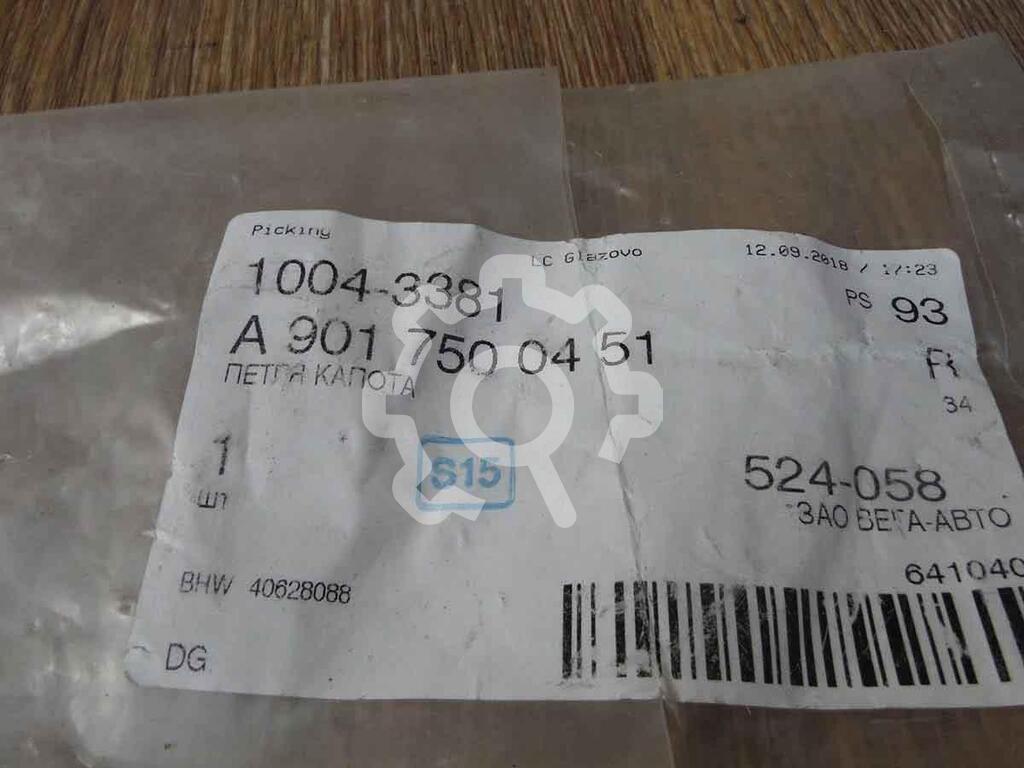 Picking
LC Glazovo
12.09.2018 / 17:23
1004-3381
PS 93
A 901 750 04 51
ПЕТЛЯ КАПОТА
34
1
шт
S15
524-058
ЗАО ВЕГА-АВТО
BHW 40628088
641040
DG